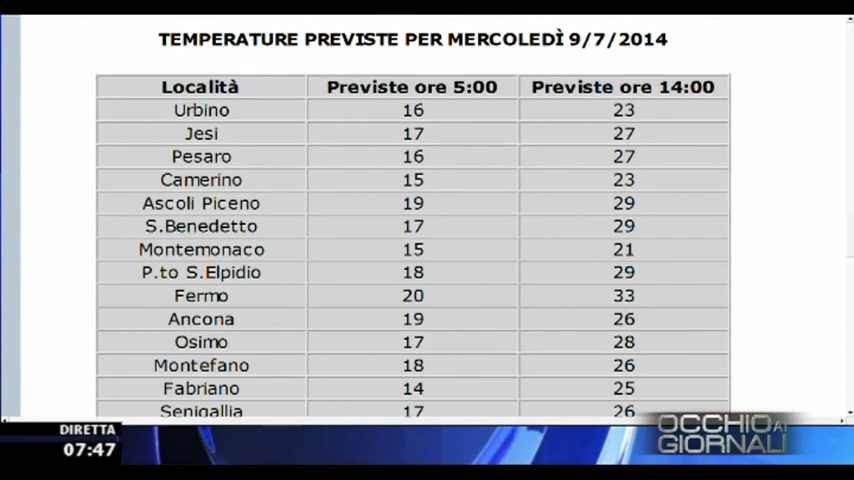 TEMPERATURE PREVISTE PER MERCOLEDÌ 9/7/2014
Località Previste ore 5:00 Previste ore 14:00
Urbino 16 23
Jesi 17 27
Pesaro 16 27
Camerino 15 23
Ascoli Piceno 19 29
S.Benedetto 17 29
Montemonaco 15 21
P.to S.Elpidio 18 29
Fermo 20 33
Ancona 19 26
Osimo 17 28
Montefano 18 26
Fabriano 14 25
Senigallia 17 26
DIRETTA
07:47
OCCHIO AI
GIORNALI